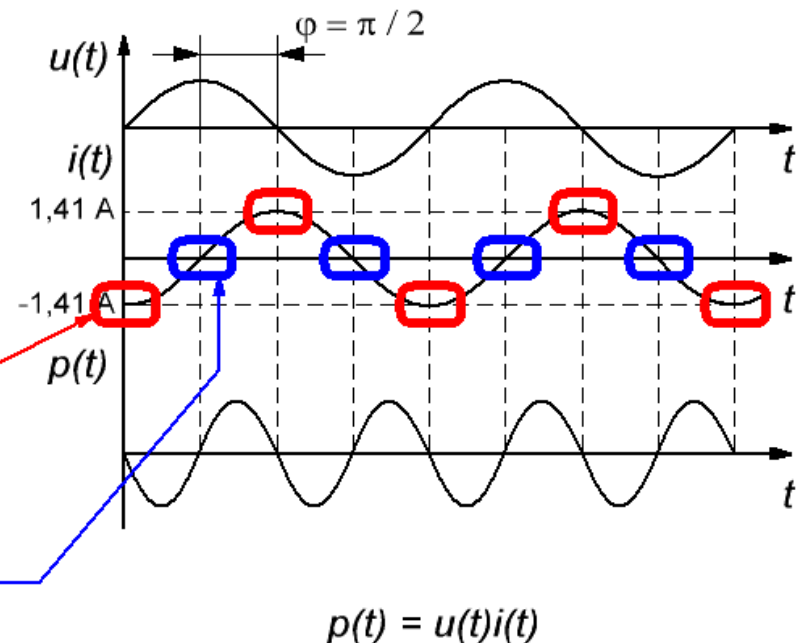 φ = π / 2
u(t)
t
i(t)
1,41 A
-1,41 A
t
p(t)
t
p(t) = u(t)i(t)